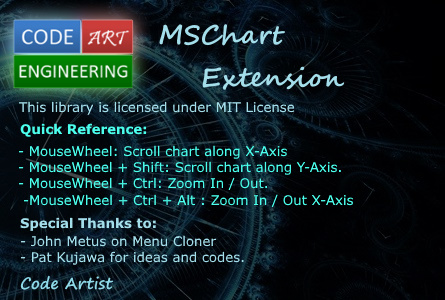 CODE ART
ENGINEERING
MSChart
Extension
This library is licensed under MIT License
Quick Reference:
- MouseWheel: Scroll chart along X-Axis
- MouseWheel + Shift: Scroll chart along Y-Axis.
- MouseWheel + Ctrl: Zoom In / Out.
-MouseWheel + Ctrl + Alt : Zoom In / Out X-Axis
Special Thanks to:
- John Metus on Menu Cloner
- Pat Kujawa for ideas and codes.
Code Artist